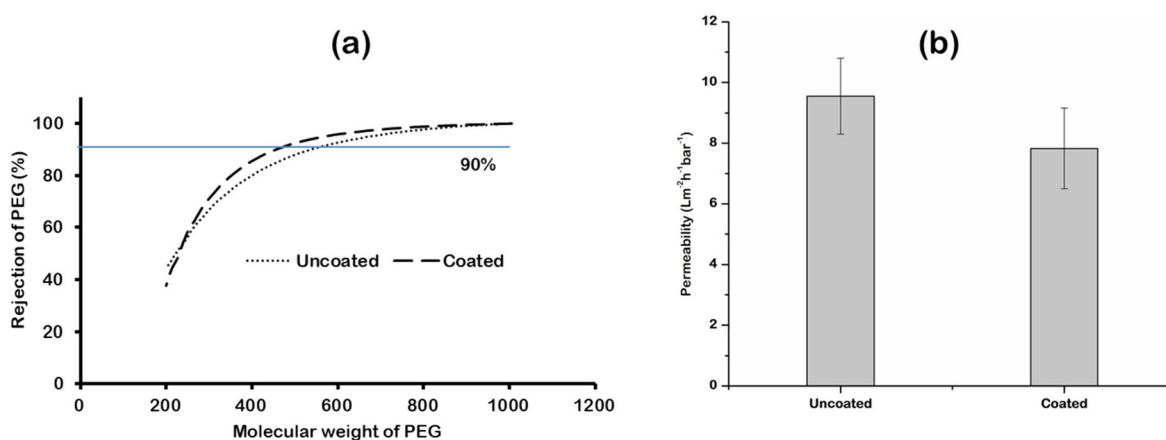 (a)
Rejection of PEG (%)
100
80
60
40
20
0
90%
Uncoated
Coated
0 200 400 600 800 1000 1200
Molecular weight of PEG
(b)
Permeability (Lm⁻²h⁻¹bar⁻¹)
12
10
8
6
4
2
0
Uncoated Coated